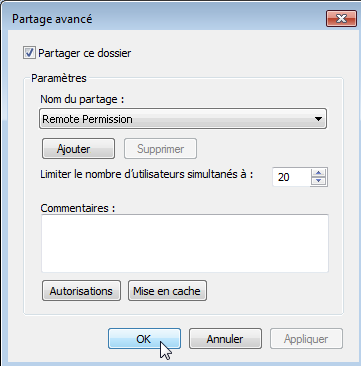 Partage avancé
Partager ce dossier
Paramètres
Nom du partage :
Remote Permission
Ajouter
Supprimer
Limiter le nombre d'utilisateurs simultanés à :
20
Commentaires :
Autorisations
Mise en cache
OK
Annuler
Appliquer